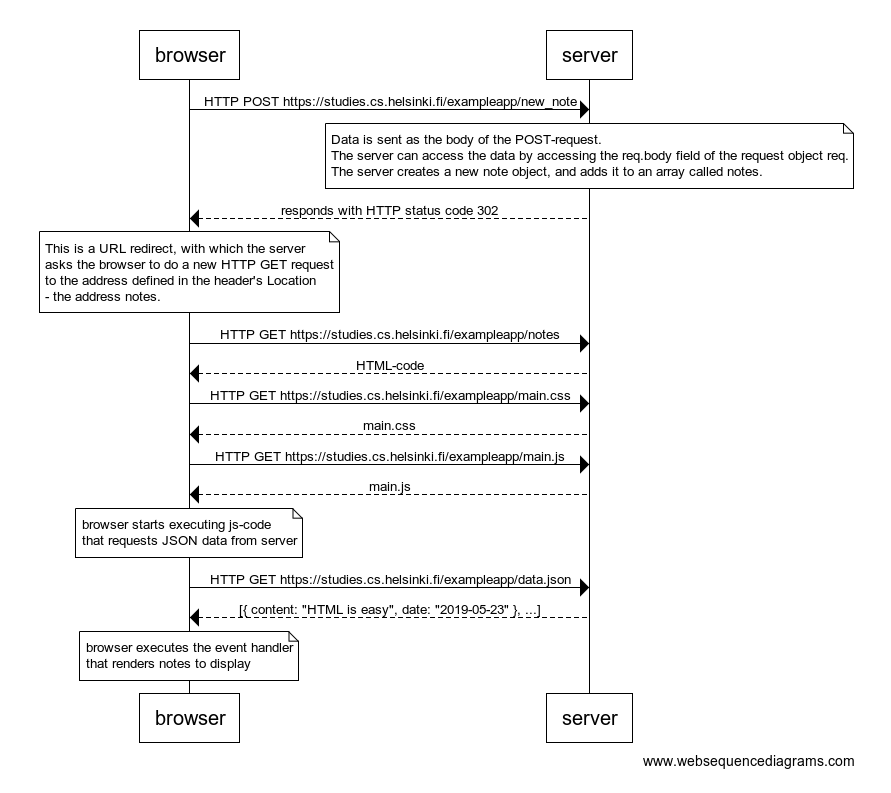 browser
server
HTTP POST https://studies.cs.helsinki.fi/exampleapp/new_note
Data is sent as the body of the POST-request.
The server can access the data by accessing the req.body field of the request object req.
The server creates a new note object, and adds it to an array called notes.
responds with HTTP status code 302
This is a URL redirect, with which the server
asks the browser to do a new HTTP GET request
to the address defined in the header's Location
- the address notes.
HTTP GET https://studies.cs.helsinki.fi/exampleapp/notes
HTML-code
HTTP GET https://studies.cs.helsinki.fi/exampleapp/main.css
main.css
HTTP GET https://studies.cs.helsinki.fi/exampleapp/main.js
main.js
browser starts executing js-code
that requests JSON data from server
HTTP GET https://studies.cs.helsinki.fi/exampleapp/data.json
[{ content: "HTML is easy", date: "2019-05-23" }, ...]
browser executes the event handler
that renders notes to display
browser
server
www.websequencediagrams.com